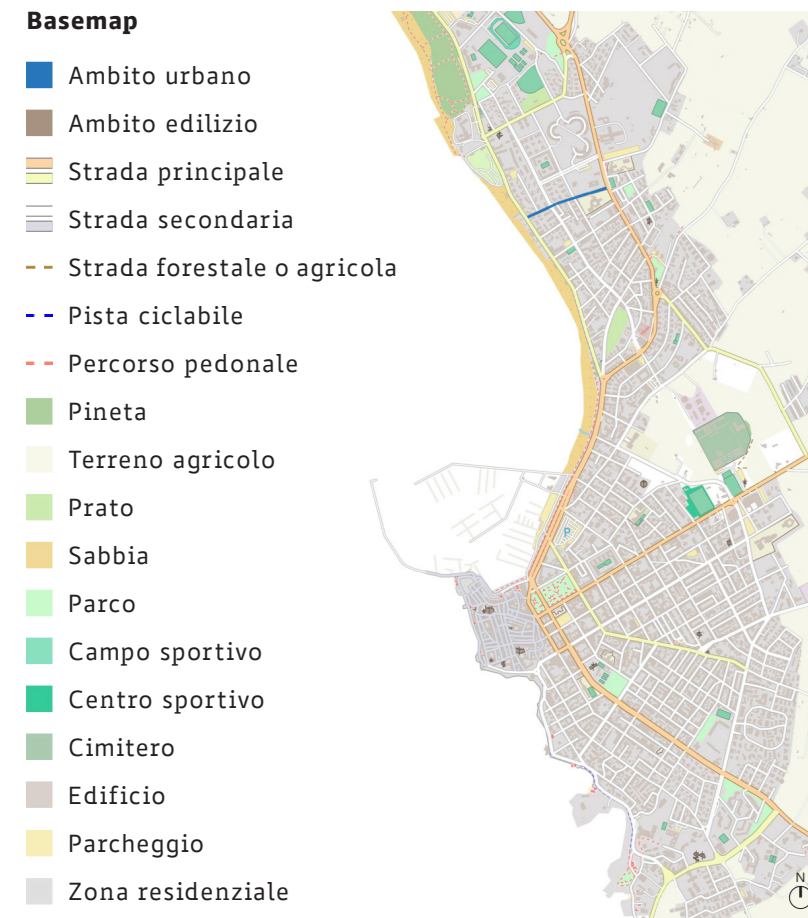 Basemap
Ambito urbano
Ambito edilizio
Strada principale
Strada secondaria
Strada forestale o agricola
Pista ciclabile
Percorso pedonale
Pineta
Terreno agricolo
Prato
Sabbia
Parco
Campo sportivo
Centro sportivo
Cimitero
Edificio
Parcheggio
Zona residenziale
P
N